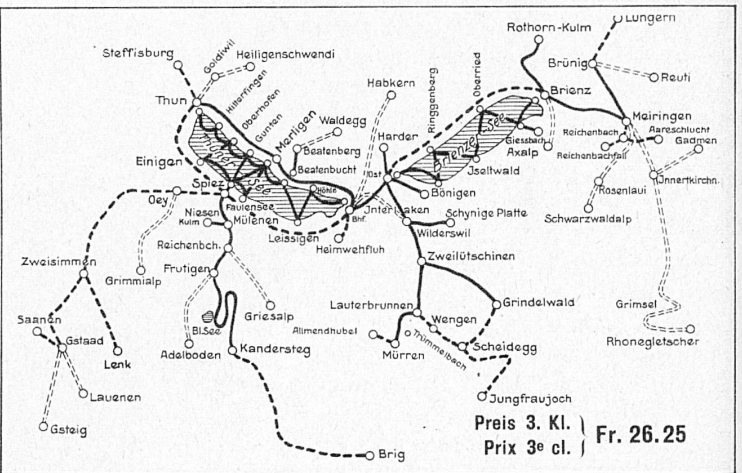 Lungern
Rothorn-Kulm
Steffisburg
Goldiwil
Heiligenschwendi
Brünig
Reuti
Habkern
Ringgenberg
Oberried
Brienz
Thun
Hilterfingen
Oberhofen
Gunten
Merligen
Waldegg
Beatenberg
Beatenbucht
Harder
Meiringen
Reichenbach
Aareschlucht
Gadmen
Reichenbachfall
Giessbach
Axalp
Thuner See
Brienzer-See
Einigen
Höhle
Ost
Jseltwald
Bönigen
Rosenlaui
Jnnertkirchn.
Spiez
Oey
Faulensee
Niesen
Kulm
Mülenen
Leissigen
Bhf.
Jnterlaken
Schynige Platte
Wilderswil
Schwarzwaldalp
Reichenbch.
Heimwehfluh
Zweisimmen
Grimmialp
Frutigen
Zweilütschinen
Griesalp
Bl.See
Lauterbrunnen
Grindelwald
Grimsel
Saanen
Gstaad
Wengen
Allmendhubel
Trümmelbach
Scheidegg
Rhonegletscher
Lenk
Adelboden
Kandersteg
Mürren
Lauenen
Jungfraujoch
Gsteig
Preis 3. Kl.
Prix 3e cl.
Fr. 26.25
Brig